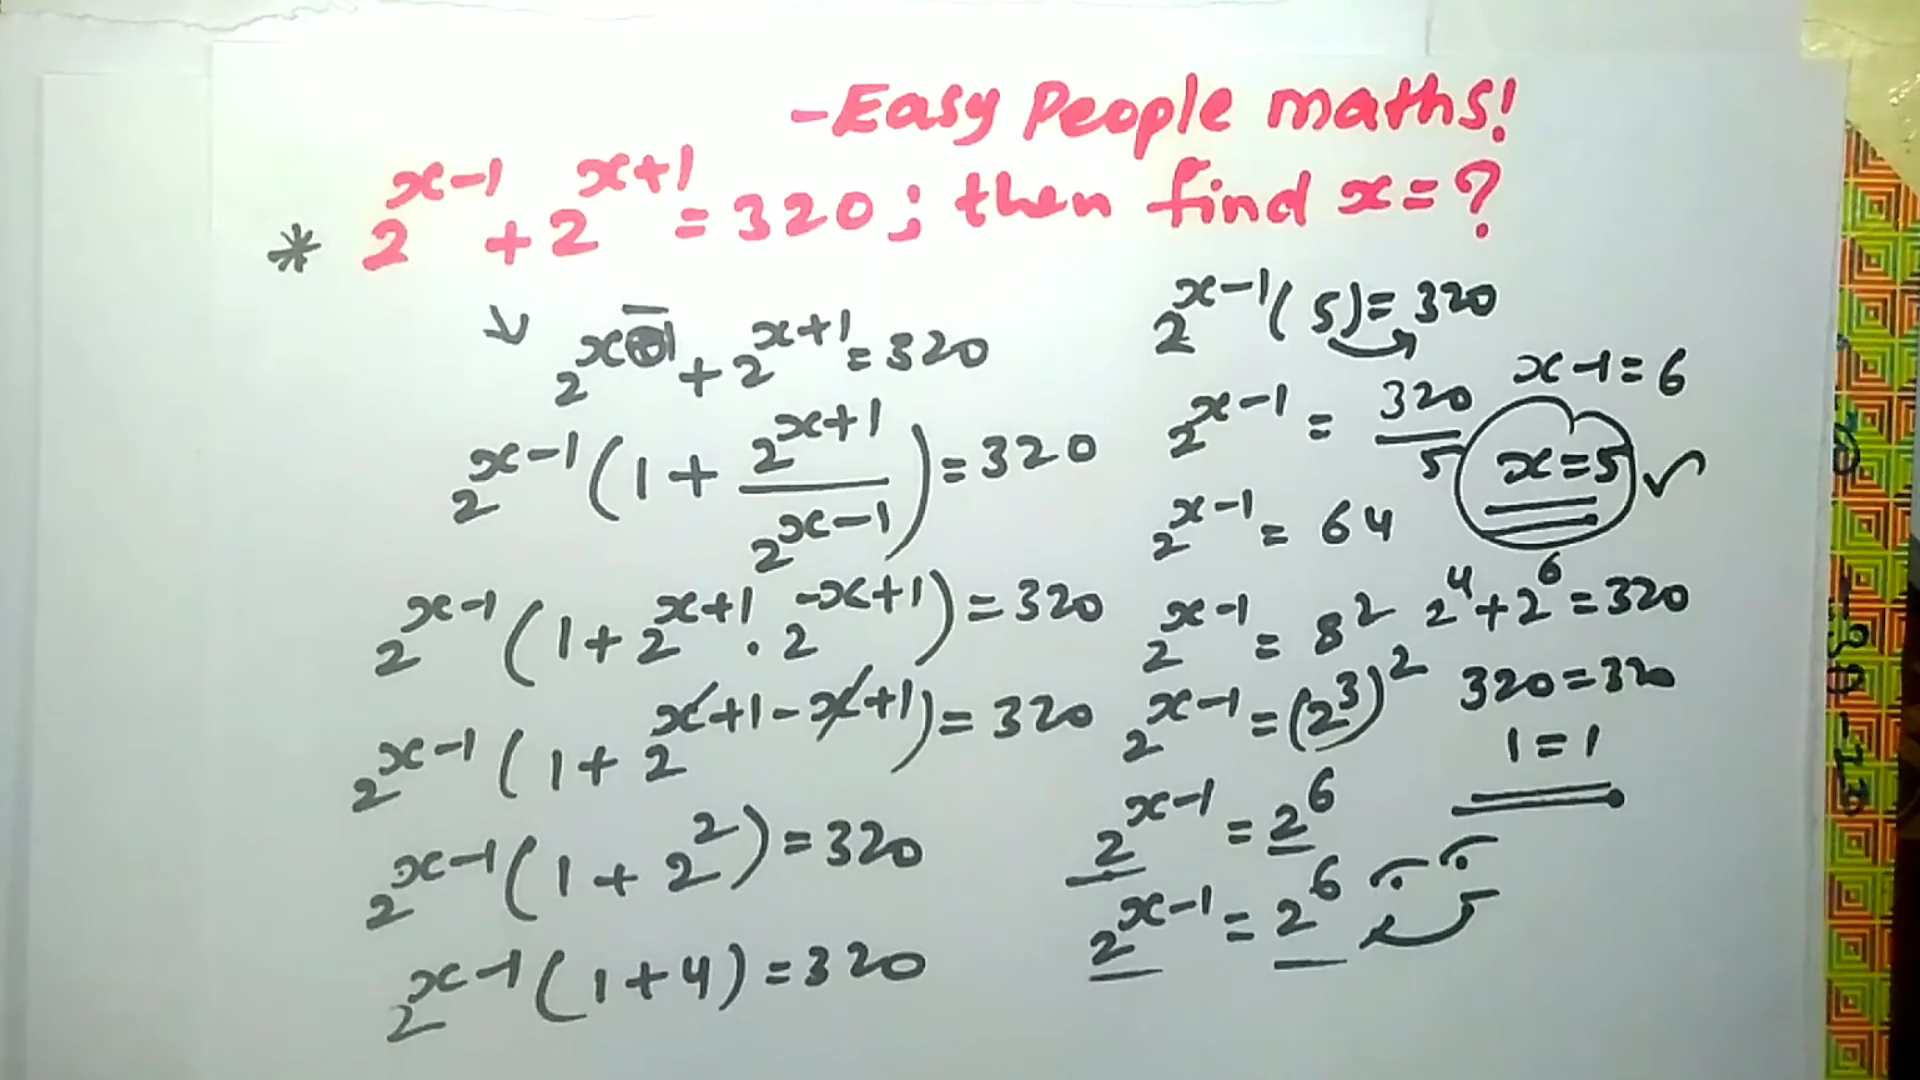 -Easy People maths!
* 2^{x-1} + 2^{x+1} = 320; then find x = ?
2^{x-1} + 2^{x+1} = 320
2^{x-1} (1 + \frac{2^{x+1}}{2^{x-1}}) = 320
2^{x-1} (1 + 2^{x+1} . 2^{-x+1}) = 320
2^{x-1} (1 + 2^{x+1-x+1}) = 320
2^{x-1} (1 + 2^2) = 320
2^{x-1} (1 + 4) = 320
2^{x-1} (5) = 320
2^{x-1} = \frac{320}{5}
2^{x-1} = 64
2^{x-1} = 8^2
2^{x-1} = (2^3)^2
2^{x-1} = 2^6
2^{x-1} = 2^6
x-1 = 6
x = 5 ✓
2^4 + 2^6 = 320
320 = 320
1 = 1